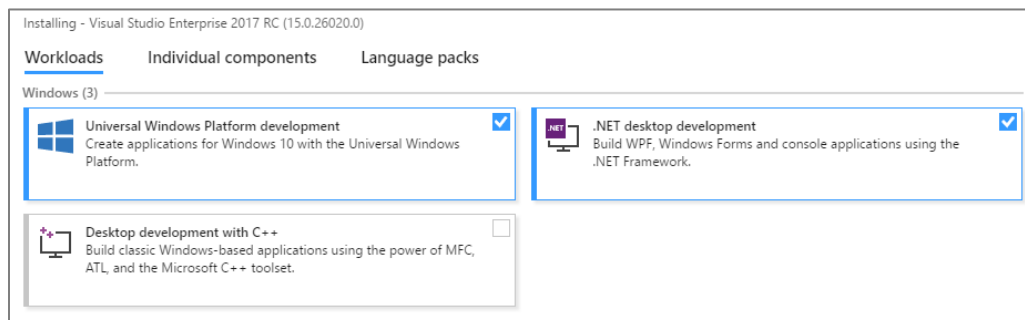 Installing - Visual Studio Enterprise 2017 RC (15.0.26020.0)
Workloads Individual components Language packs
Windows (3)
Universal Windows Platform development
Create applications for Windows 10 with the Universal Windows
Platform.
.NET
.NET desktop development
Build WPF, Windows Forms and console applications using the
.NET Framework.
Desktop development with C++
Build classic Windows-based applications using the power of MFC,
ATL, and the Microsoft C++ toolset.